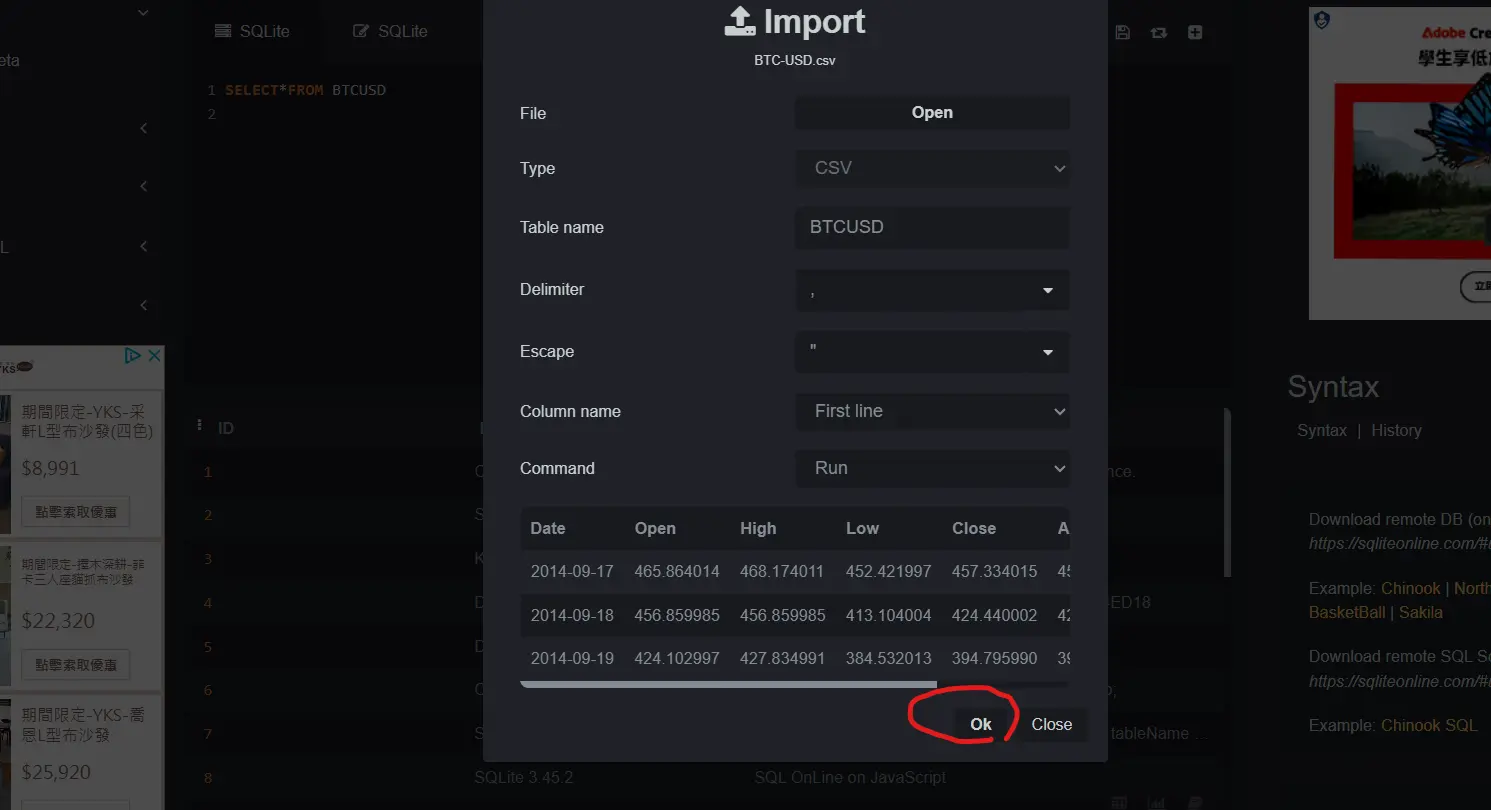 SQLite
SQLite
eta
1 SELECT*FROM BTCUSD
2
L
Import
BTC-USD.csv
File
Open
Type
CSV
Table name
BTCUSD
Delimiter
,
Escape
"
Column name
First line
Command
Run
Date Open High Low Close A
2014-09-17 465.864014 468.174011 452.421997 457.334015 45
2014-09-18 456.859985 456.859985 413.104004 424.440002 42
2014-09-19 424.102997 427.834991 384.532013 394.795990 39
Ok
Close
ID
1
nce.
2
S
3
K
4
D
ED18
5
D
6
7
S
tableName ...
8
SQLite 3 45.2
SQL OnLine on JavaScript
YKS
期間限定-YKS-采
軒L型布沙發(四色)
$8,991
點擊索取優惠
期間限定-擇木深耕-菲
卡三人座貓抓布沙發
$22,320
點擊索取優惠
期間限定-YKS-喬
恩L型布沙發
$25,920
Adobe Cre
學生享低
立即
Syntax
Syntax | History
Download remote DB (on
https://sqliteonline.com/#
Example: Chinook | North
BasketBall | Sakila
Download remote SQL S
https://sqliteonline.com/#
Example: Chinook SQL